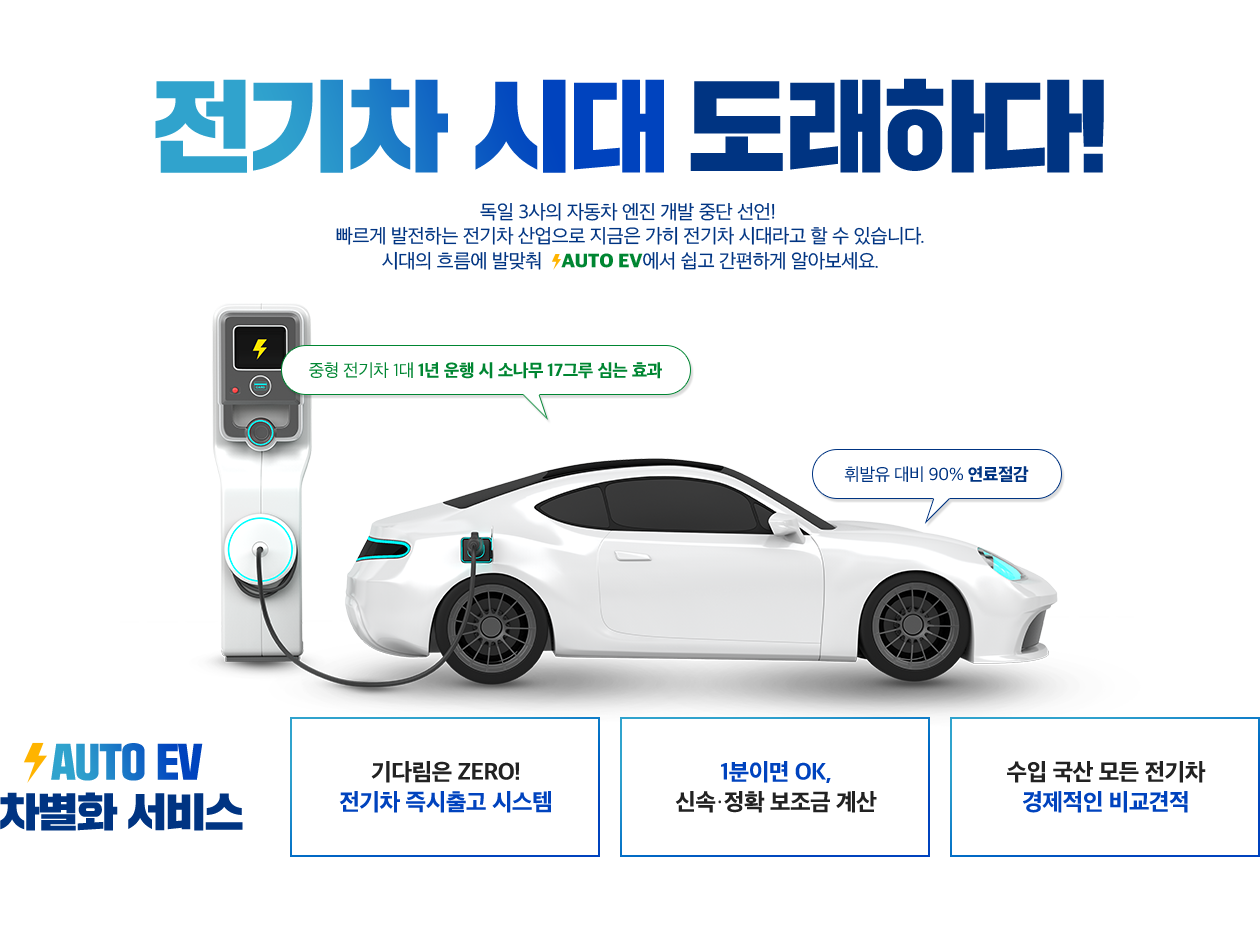 전기차 시대 도래하다!
독일 3사의 자동차 엔진 개발 중단 선언!
빠르게 발전하는 전기차 산업으로 지금은 가히 전기차 시대라고 할 수 있습니다.
시대의 흐름에 발맞춰 AUTO EV에서 쉽고 간편하게 알아보세요.
중형 전기차 1대 1년 운행 시 소나무 17그루 심는 효과
휘발유 대비 90% 연료절감
AUTO EV
차별화 서비스
기다림은 ZERO!
전기차 즉시출고 시스템
1분이면 OK,
신속·정확 보조금 계산
수입 국산 모든 전기차
경제적인 비교견적